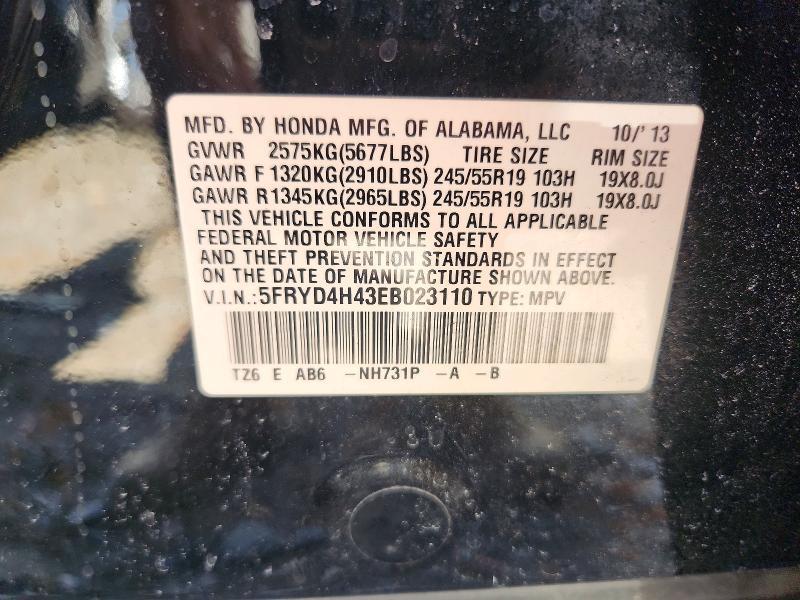 MFD. BY HONDA MFG. OF ALABAMA, LLC 10/'13
GVWR 2575KG(5677LBS) TIRE SIZE RIM SIZE
GAWR F 1320KG(2910LBS) 245/55R19 103H 19X8.0J
GAWR R 1345KG(2965LBS) 245/55R19 103H 19X8.0J
THIS VEHICLE CONFORMS TO ALL APPLICABLE
FEDERAL MOTOR VEHICLE SAFETY
AND THEFT PREVENTION STANDARDS IN EFFECT
ON THE DATE OF MANUFACTURE SHOWN ABOVE.
V.I.N.: 5FRYD4H43EB023110 TYPE: MPV
TZ6 E AB6 -NH731P -A -B